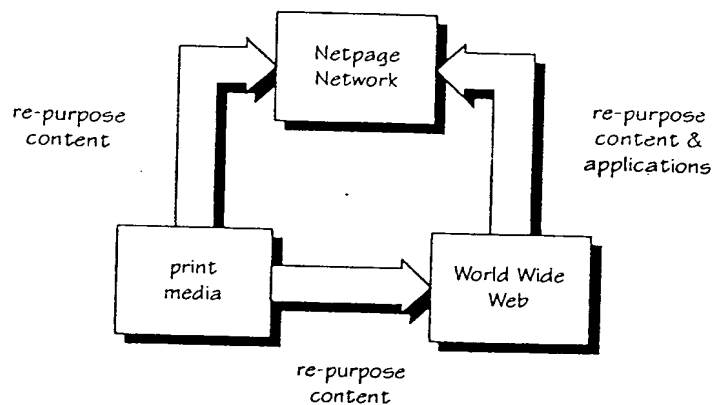 Netpage
Network
re-purpose
content
re-purpose
content &
applications
print
media
World Wide
Web
re-purpose
content